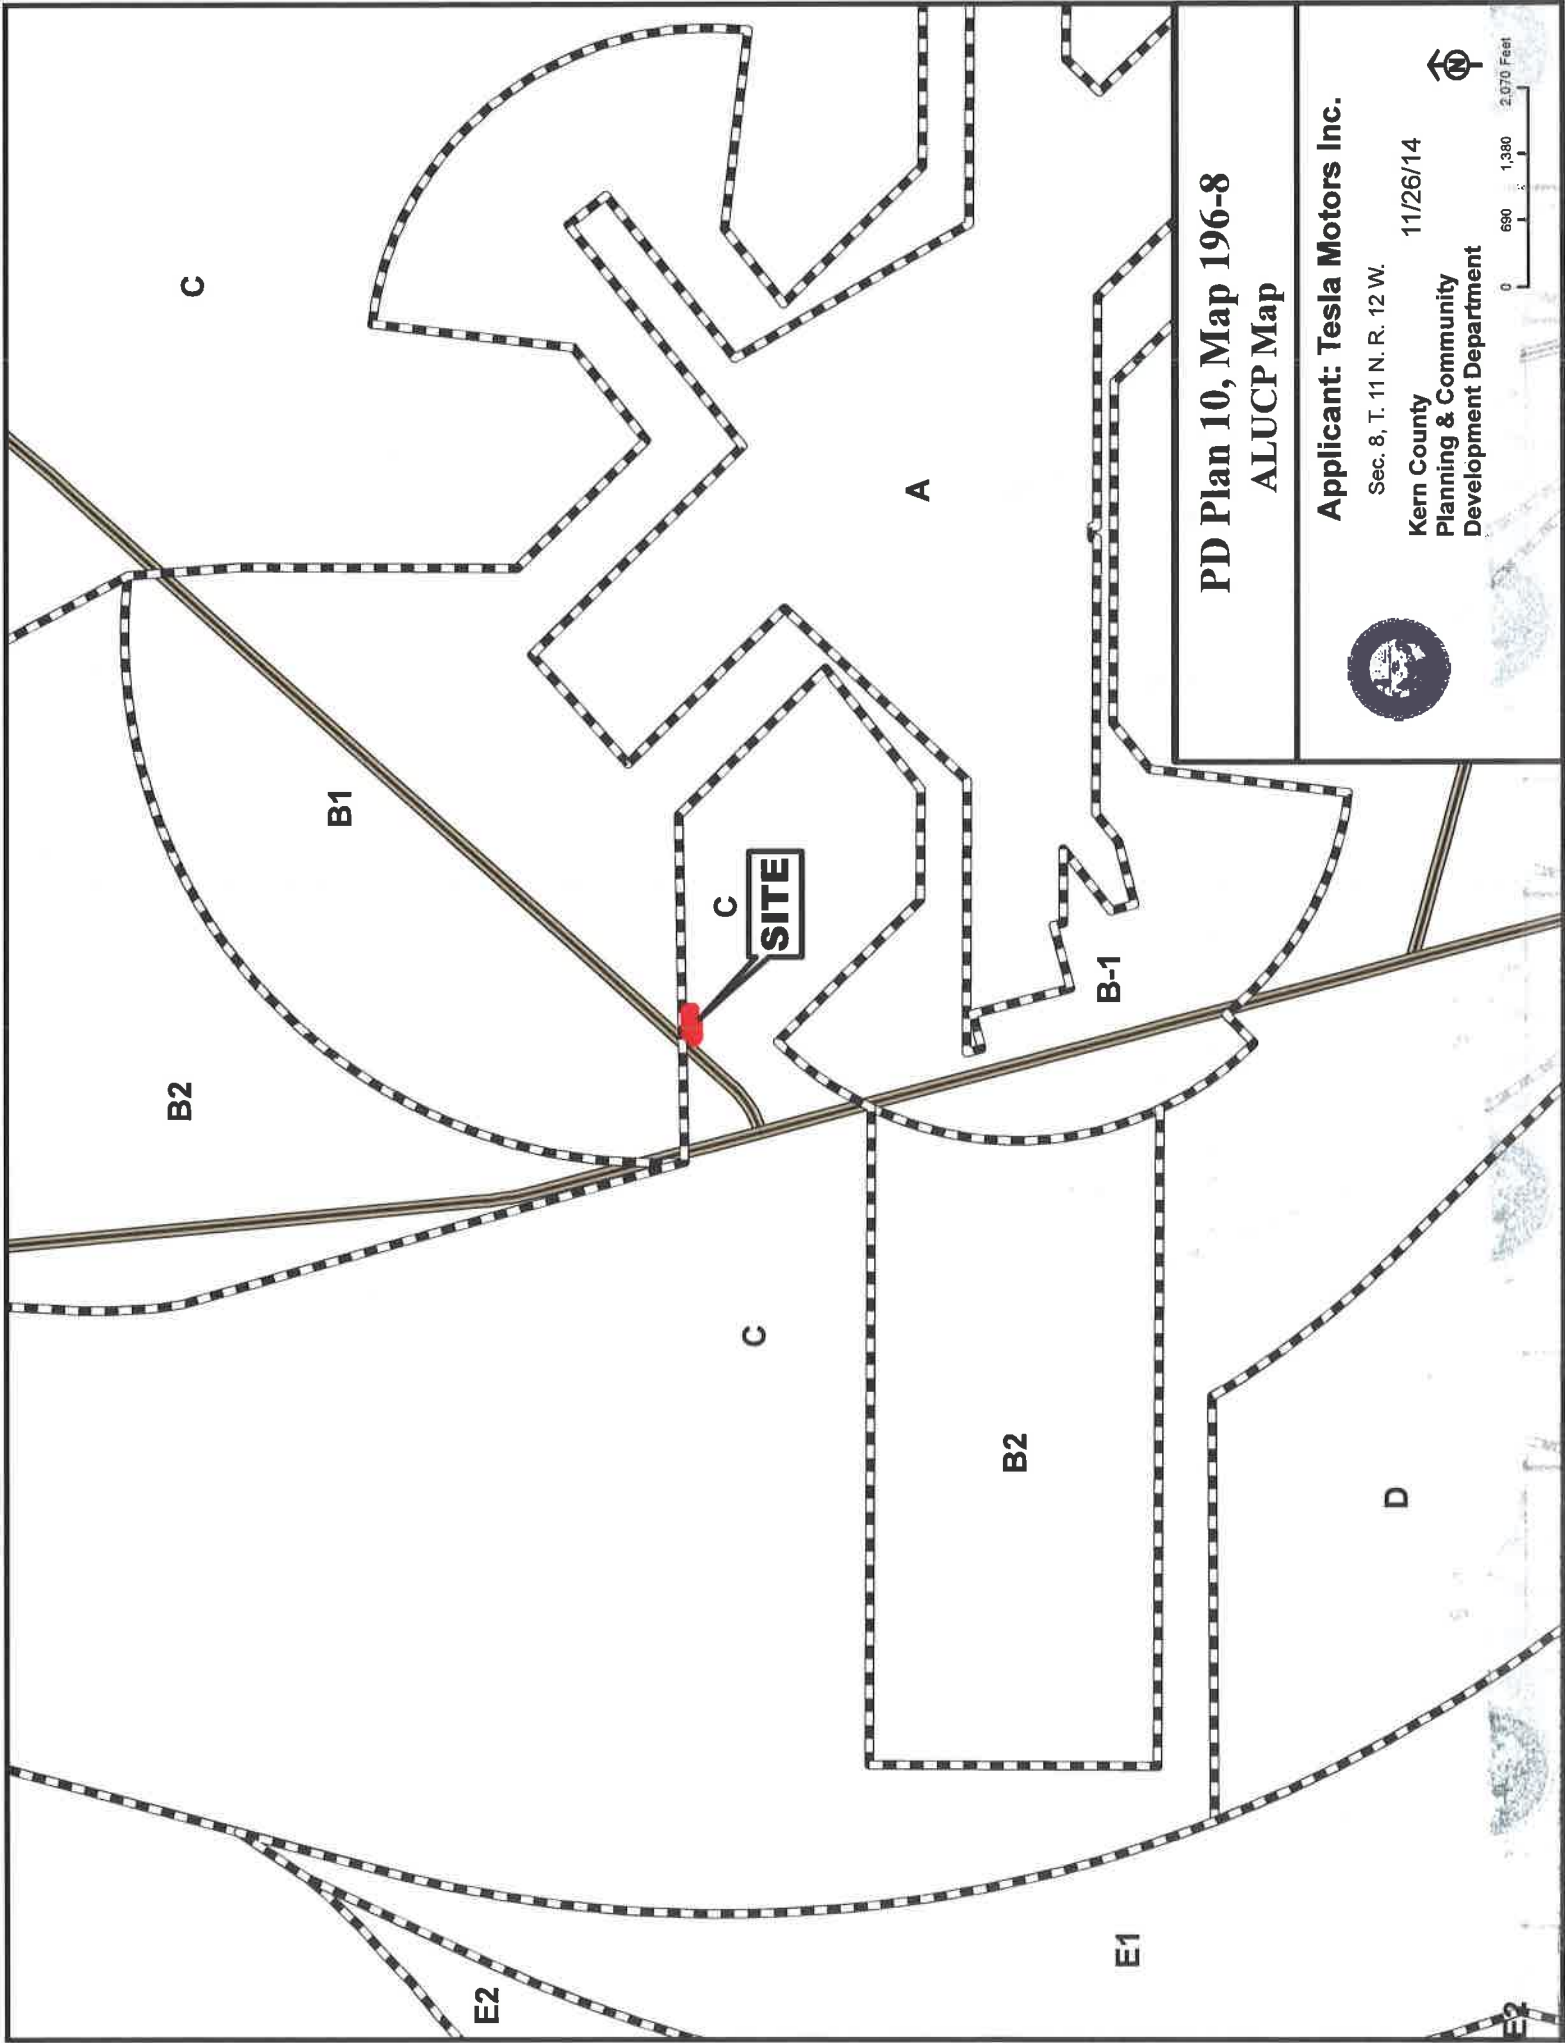 C
B1
B2
C
SITE
A
B-1
C
B2
D
E1
E2
E2
PD Plan 10, Map 196-8
ALUCP Map
Applicant: Tesla Motors Inc.
Sec. 8, T. 11 N. R. 12 W.
Kern County
Planning & Community
Development Department
11/26/14
N
0 690 1,380 2,070 Feet